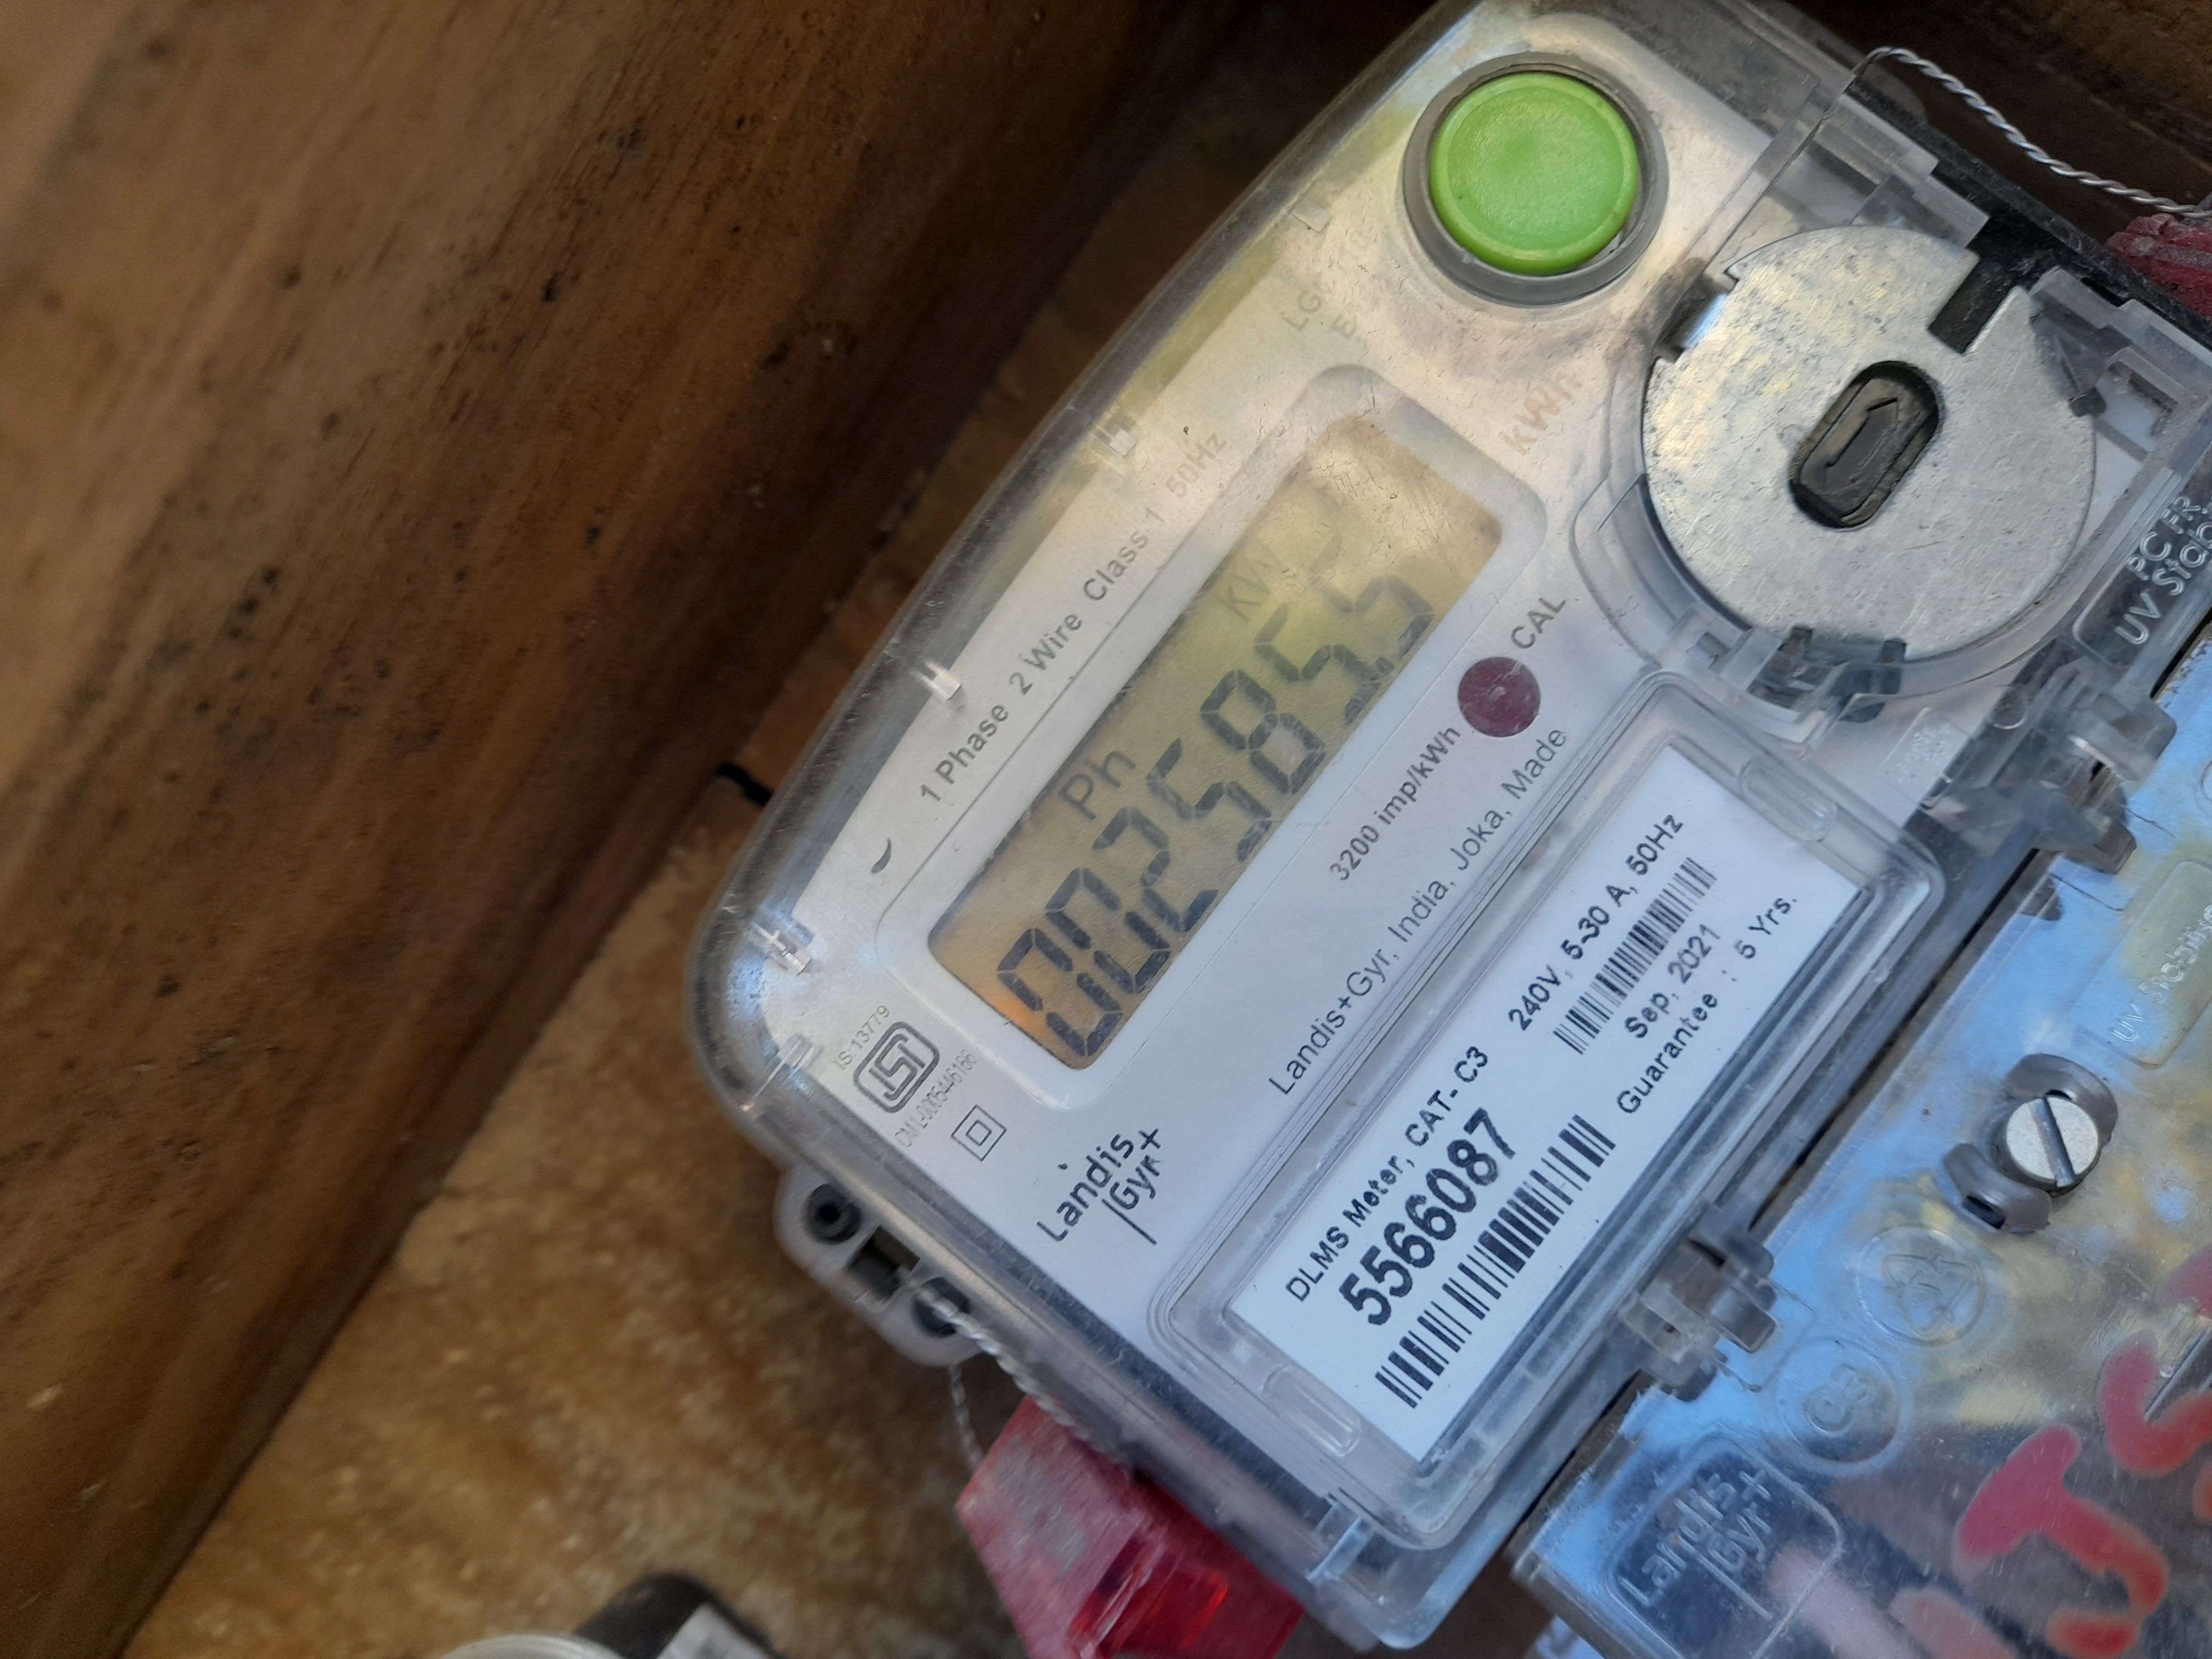 kWh
1 Phase 2 Wire Class 1 50Hz
Ph
002585.5
3200 imp/kWh
CAL
Landis+Gyr, India, Joka, Made
IS 13779
Landis
Gyr+
DLMS Meter, CAT- C3
240V, 5-30 A, 50Hz
5566087
Sep, 2021
Guarantee : 5 Yrs.
PC FR
Landis+
Gyr